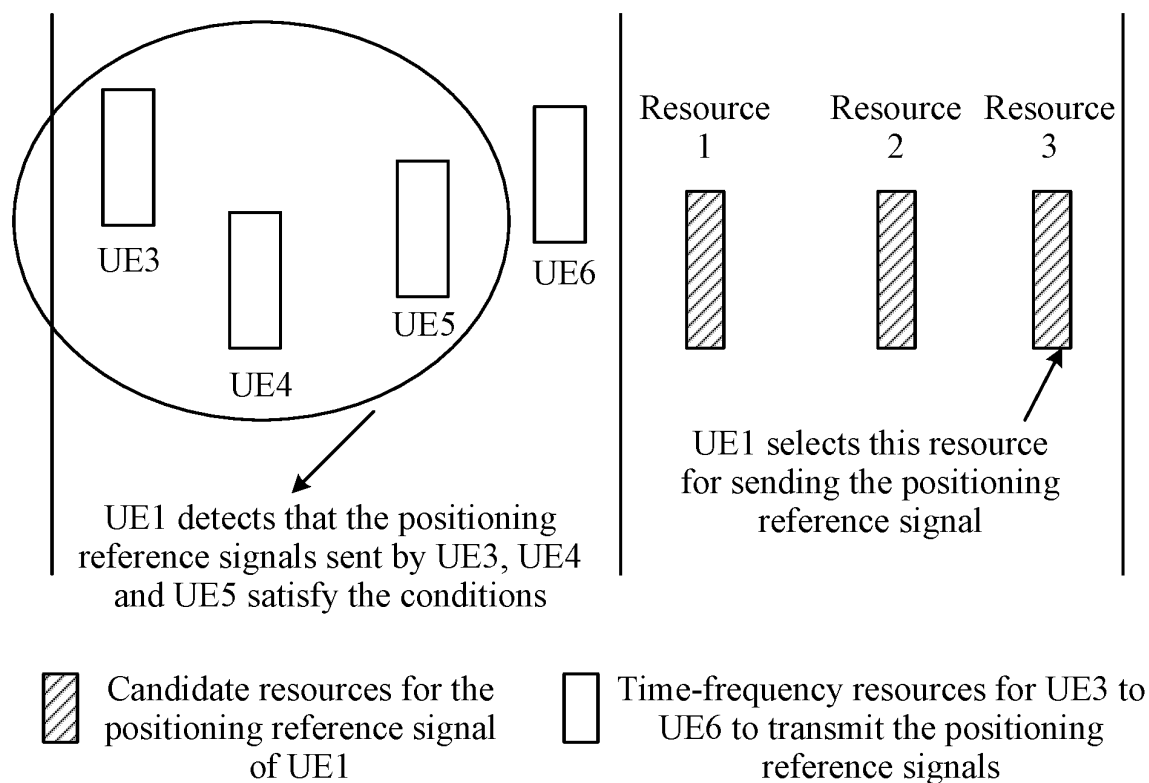 UE3
UE4
UE5
UE6
UE1 detects that the positioning
reference signals sent by UE3, UE4
and UE5 satisfy the conditions
Resource
1
Resource
2
Resource
3
UE1 selects this resource
for sending the positioning
reference signal
Candidate resources for the
positioning reference signal
of UE1
Time-frequency resources for UE3 to
UE6 to transmit the positioning
reference signals